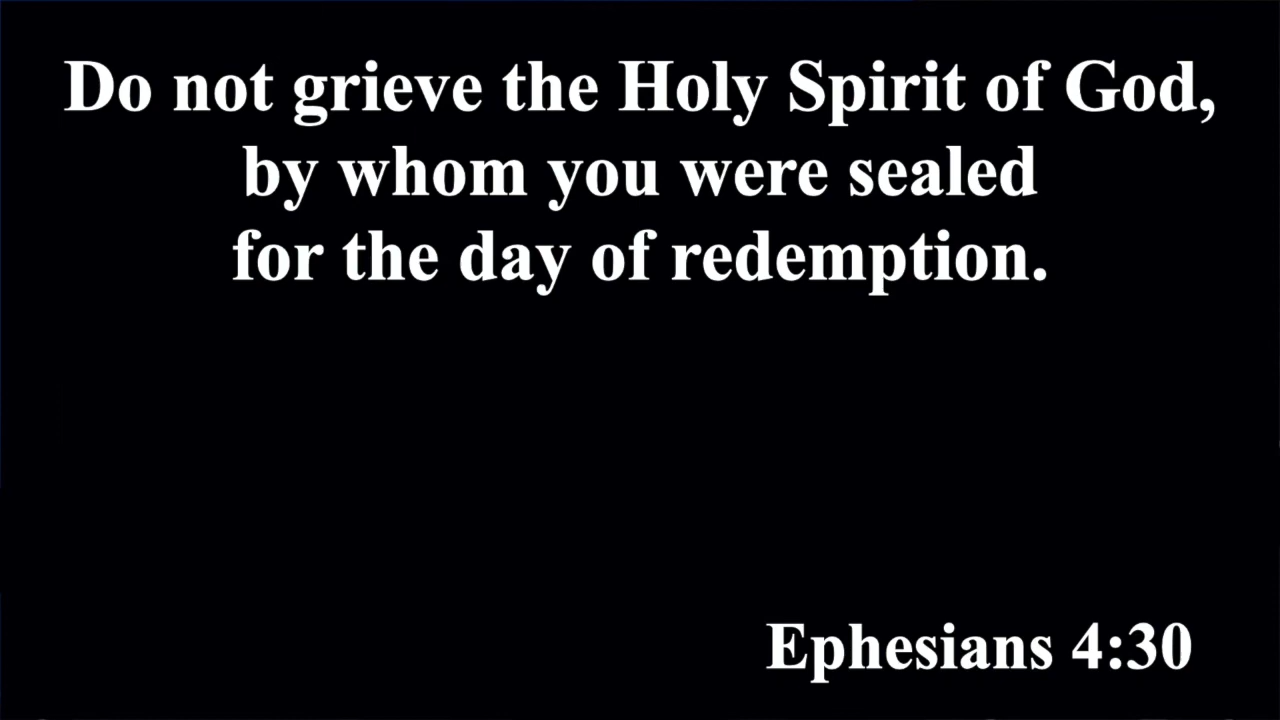 Do not grieve the Holy Spirit of God,
by whom you were sealed
for the day of redemption.
Ephesians 4:30